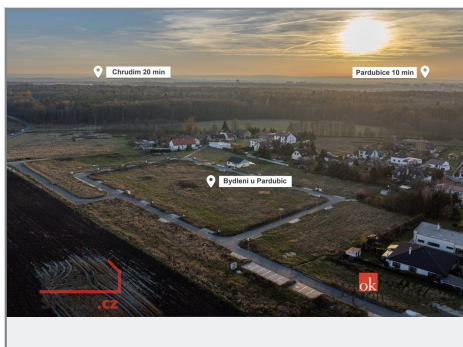 Chrudim 20 min
Pardubice 10 min
Bydlení u Pardubic
.cz
ok